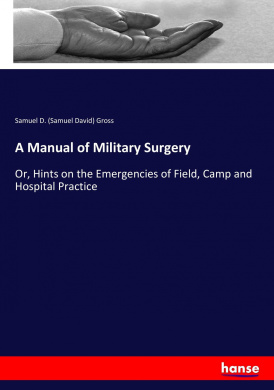 Samuel D. (Samuel David) Gross
A Manual of Military Surgery
Or, Hints on the Emergencies of Field, Camp and
Hospital Practice
hanse